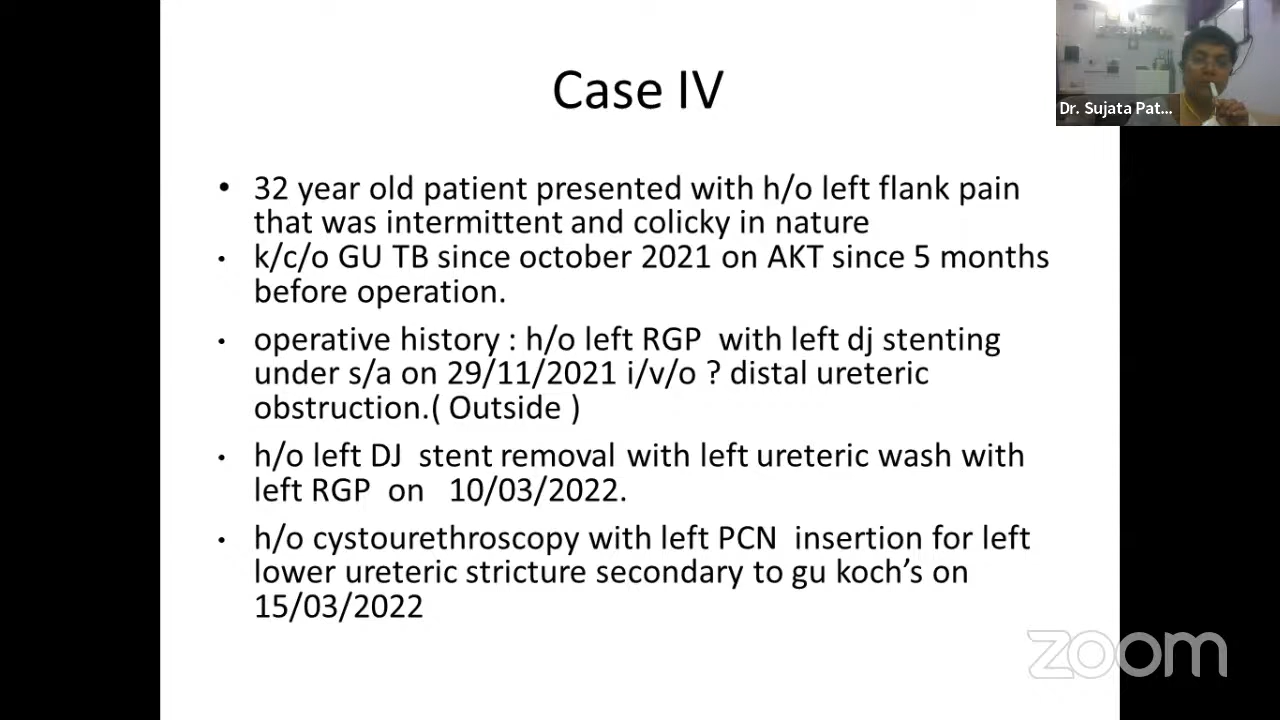 Case IV
Dr. Sujata Pat...
• 32 year old patient presented with h/o left flank pain
that was intermittent and colicky in nature
• k/c/o GU TB since october 2021 on AKT since 5 months
before operation.
• operative history : h/o left RGP with left dj stenting
under s/a on 29/11/2021 i/v/o ? distal ureteric
obstruction.( Outside )
• h/o left DJ stent removal with left ureteric wash with
left RGP on 10/03/2022.
• h/o cystourethroscopy with left PCN insertion for left
lower ureteric stricture secondary to gu koch’s on
15/03/2022
zoom